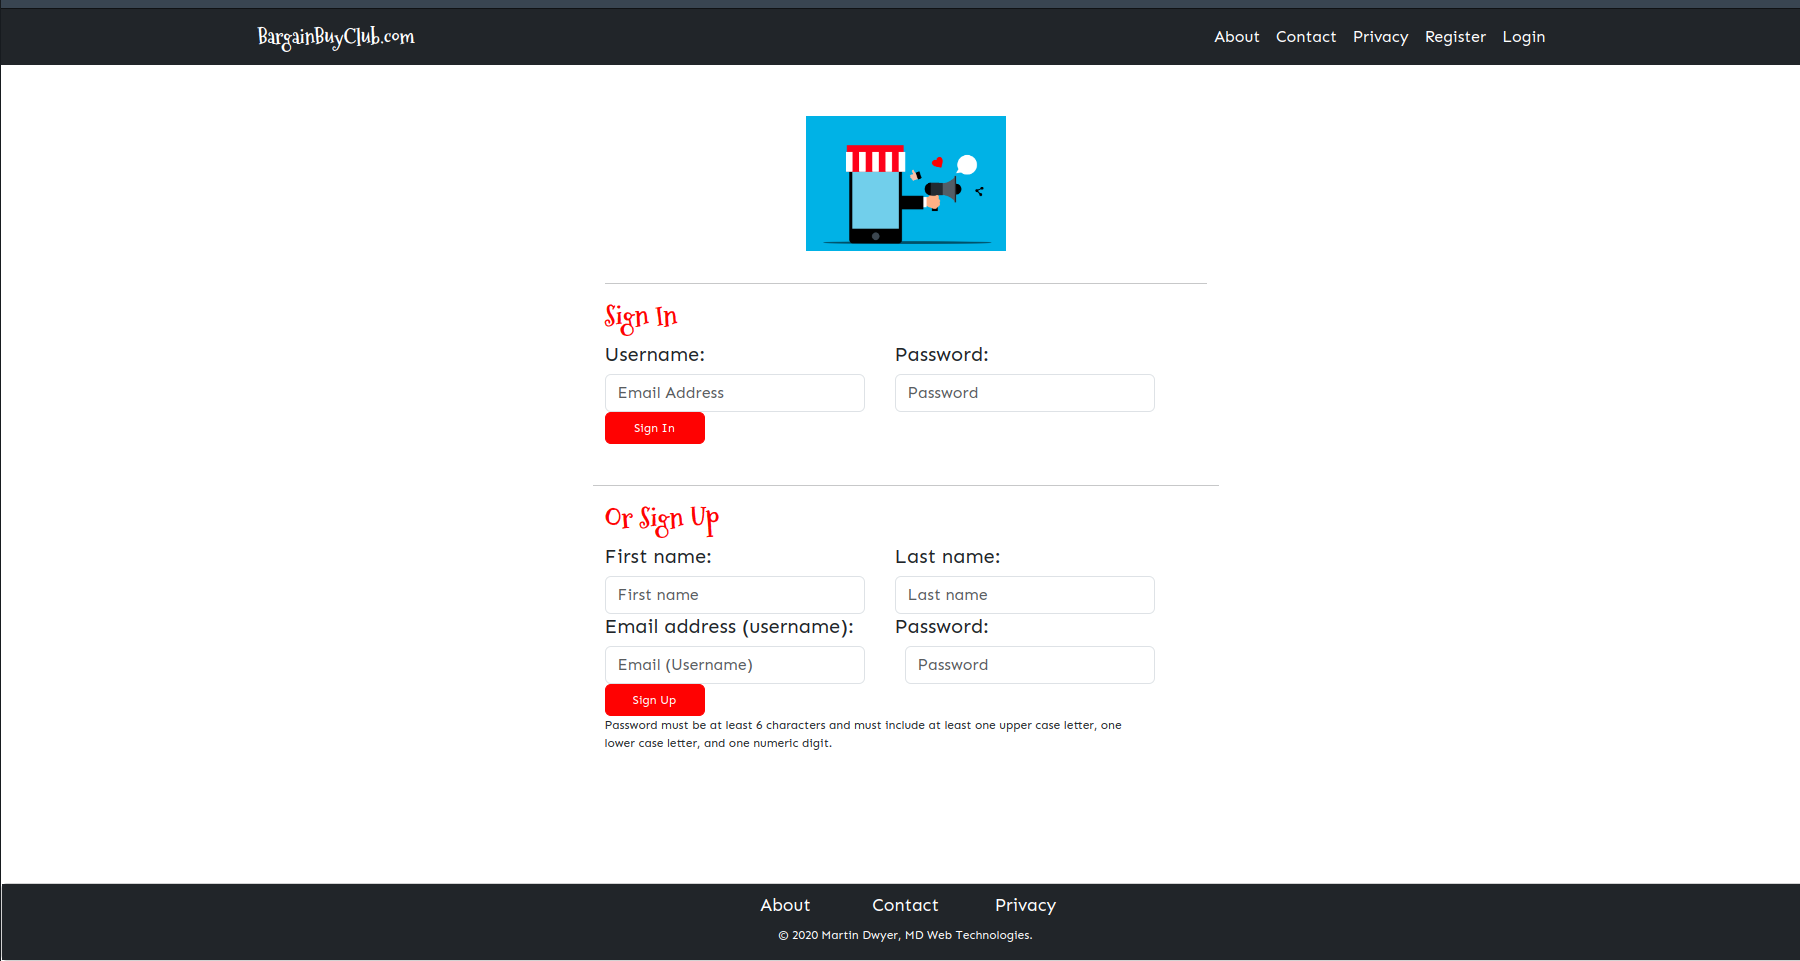 BargainBuyClub.com About Contact Privacy Register Login
Sign In
Username: Password:
Email Address Password
Sign In
Or Sign Up
First name: Last name:
First name Last name
Email address (username): Password:
Email (Username) Password
Sign Up
Password must be at least 6 characters and must include at least one upper case letter, one
lower case letter, and one numeric digit.
About Contact Privacy
© 2020 Martin Dwyer, MD Web Technologies.